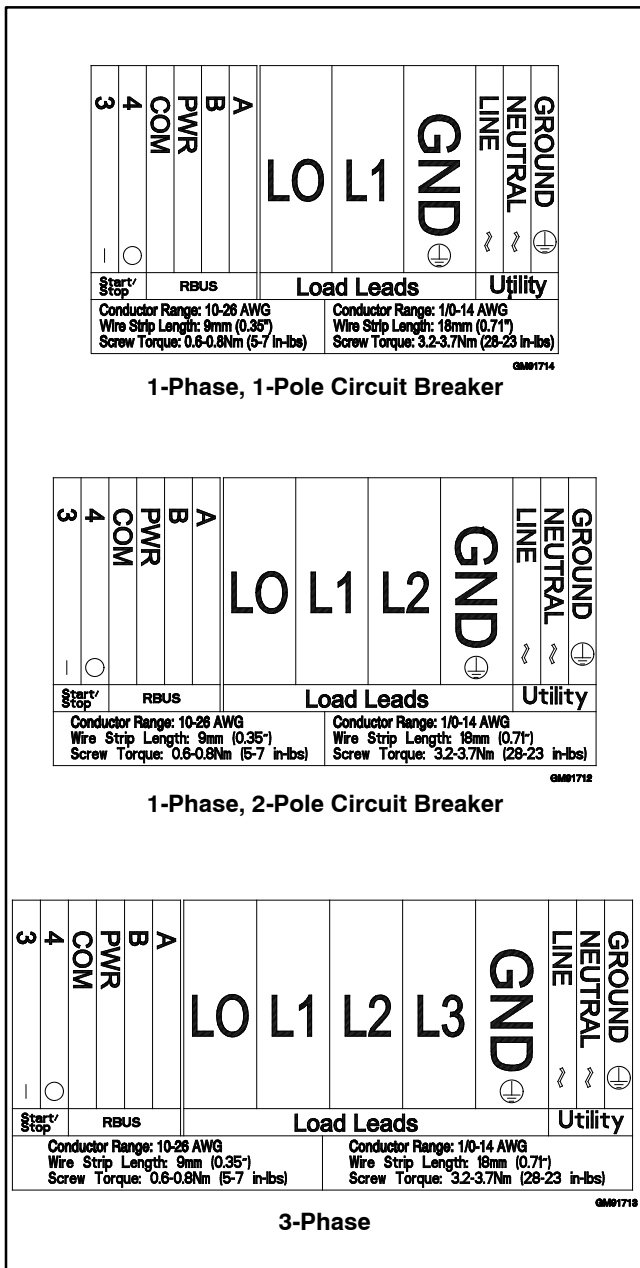 3 4 COM PWR B A LO L1 GND LINE NEUTRAL GROUND
Start/ Stop RBUS Load Leads Utility
Conductor Range: 10-26 AWG
Wire Strip Length: 9mm (0.35")
Screw Torque: 0.6-0.8Nm (5-7 in-lbs)
Conductor Range: 1/0-14 AWG
Wire Strip Length: 18mm (0.71")
Screw Torque: 3.2-3.7Nm (28-23 in-lbs)
GM91714
1-Phase, 1-Pole Circuit Breaker
3 4 COM PWR B A LO L1 L2 GND LINE NEUTRAL GROUND
Start/ Stop RBUS Load Leads Utility
Conductor Range: 10-26 AWG
Wire Strip Length: 9mm (0.35")
Screw Torque: 0.6-0.8Nm (5-7 in-lbs)
Conductor Range: 1/0-14 AWG
Wire Strip Length: 18mm (0.71")
Screw Torque: 3.2-3.7Nm (28-23 in-lbs)
GM91712
1-Phase, 2-Pole Circuit Breaker
3 4 COM PWR B A LO L1 L2 L3 GND LINE NEUTRAL GROUND
Start/ Stop RBUS Load Leads Utility
Conductor Range: 10-26 AWG
Wire Strip Length: 9mm (0.35")
Screw Torque: 0.6-0.8Nm (5-7 in-lbs)
Conductor Range: 1/0-14 AWG
Wire Strip Length: 18mm (0.71")
Screw Torque: 3.2-3.7Nm (28-23 in-lbs)
GM91713
3-Phase